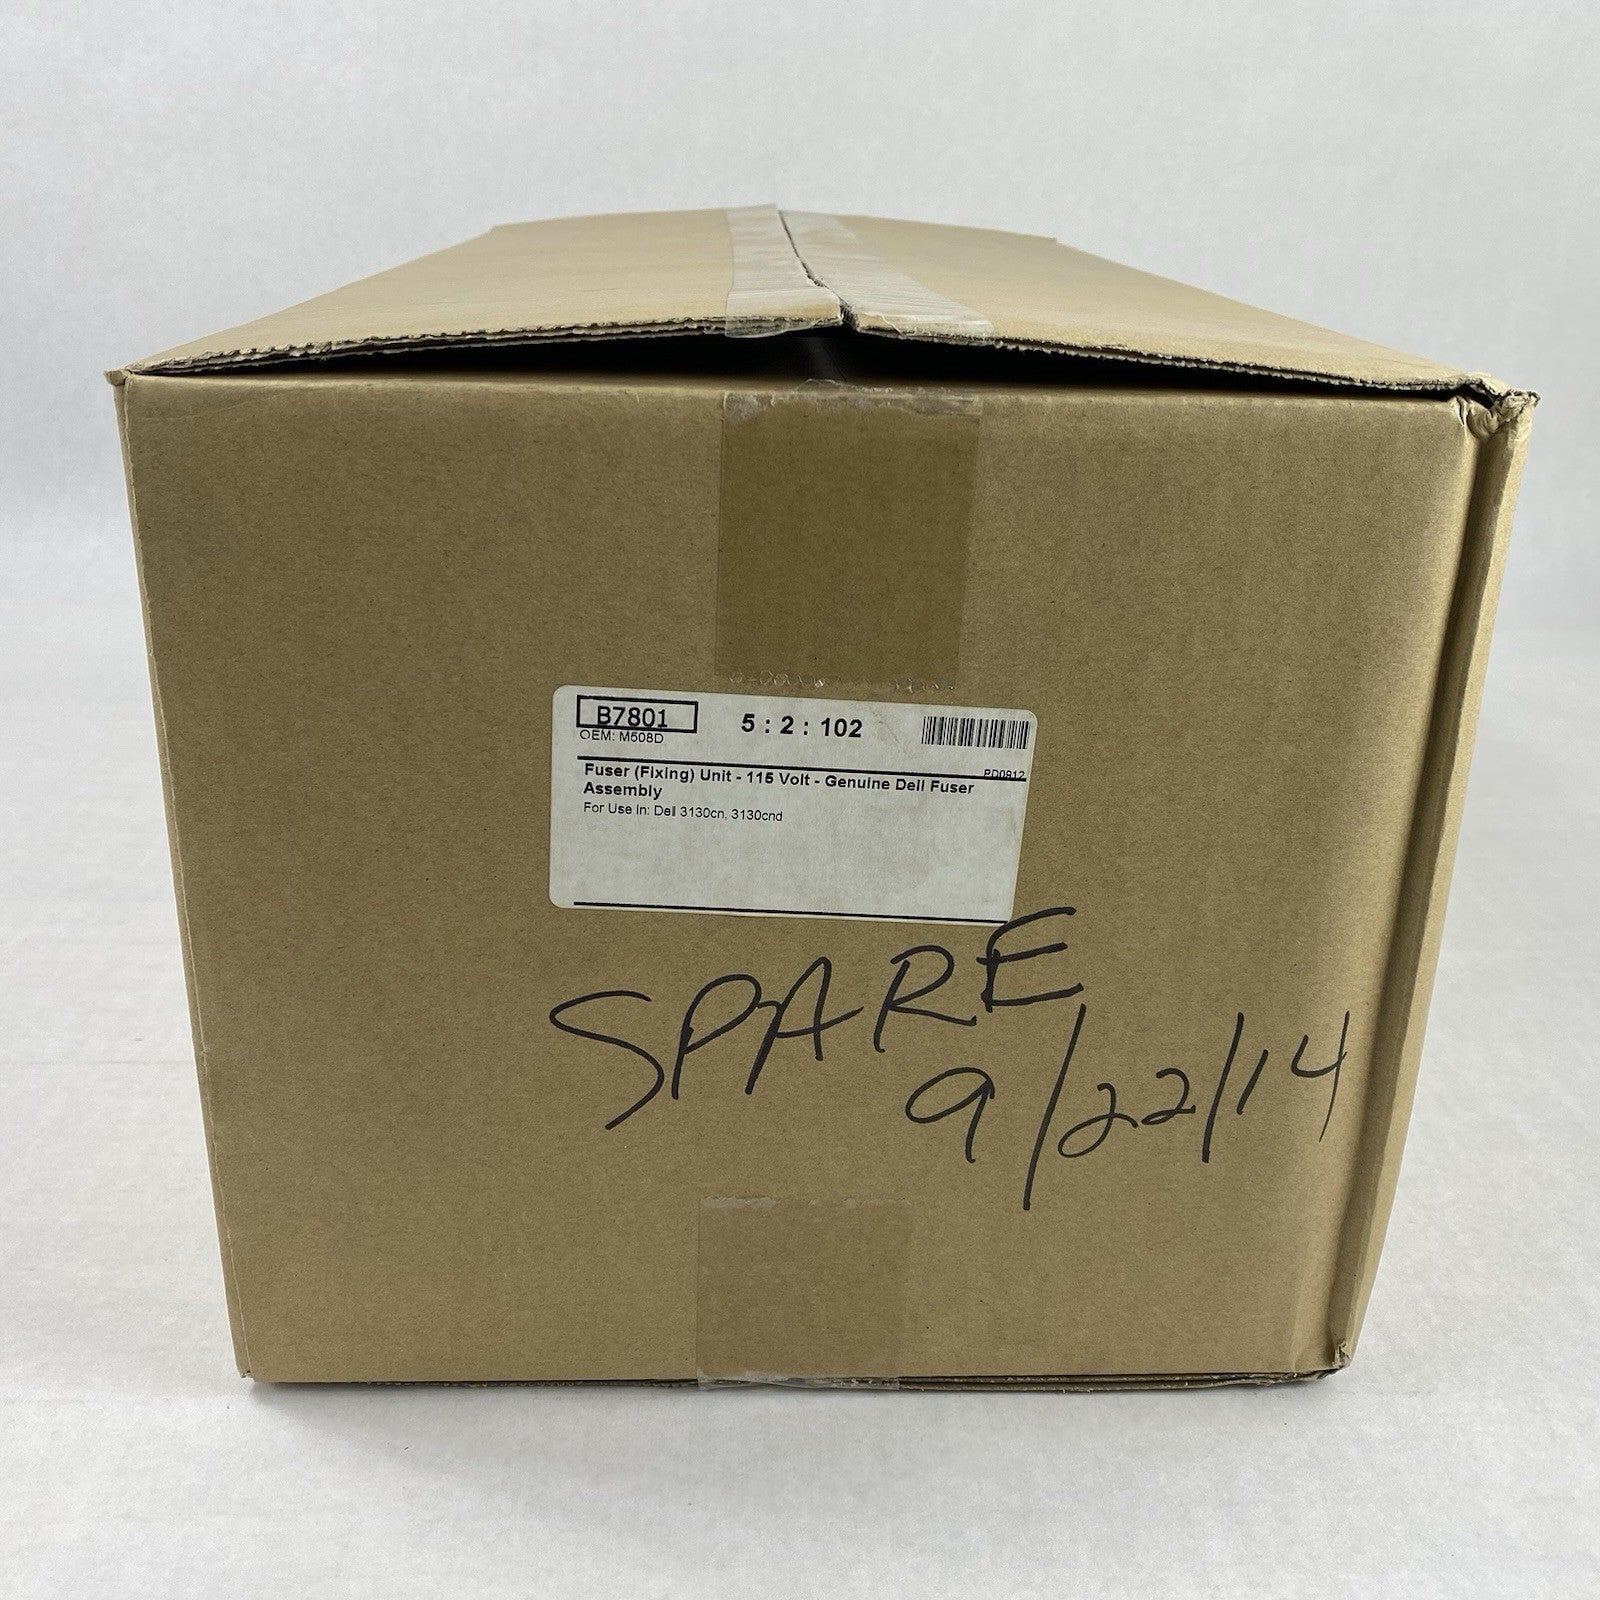 B7801 5 : 2 : 102
OEM: M508D
PD0912
Fuser (Fixing) Unit - 115 Volt - Genuine Dell Fuser
Assembly
For Use in: Dell 3130cn, 3130cnd
SPARE
9/22/14